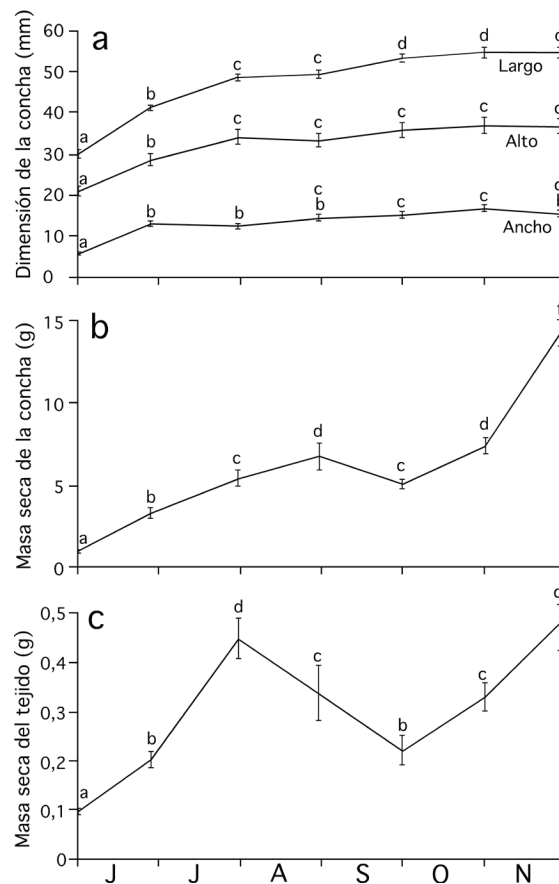 a
Dimensión de la concha (mm)
60
50
40
30
20
10
0
a b c c d d
Largo
a b c c c c
Alto
a b b c b c c
Ancho
b
Masa seca de la concha (g)
15
10
5
0
a b c d c d
c
Masa seca del tejido (g)
0,5
0,4
0,3
0,2
0,1
0
a b d c b c
J J A S O N